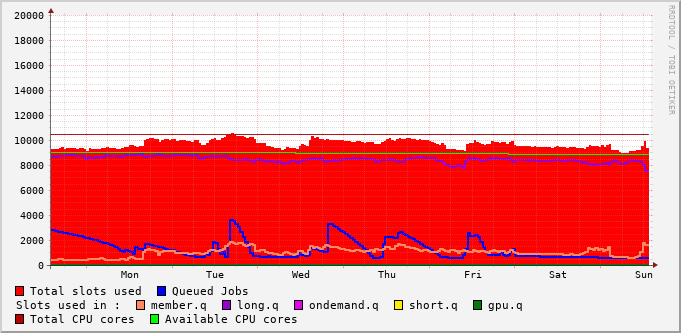 RRDTOOL / TOBI OETIKER
20000
18000
16000
14000
12000
10000
8000
6000
4000
2000
0
Mon Tue Wed Thu Fri Sat Sun
Total slots used Queued Jobs
Slots used in : member.q long.q ondemand.q short.q gpu.q
Total CPU cores Available CPU cores